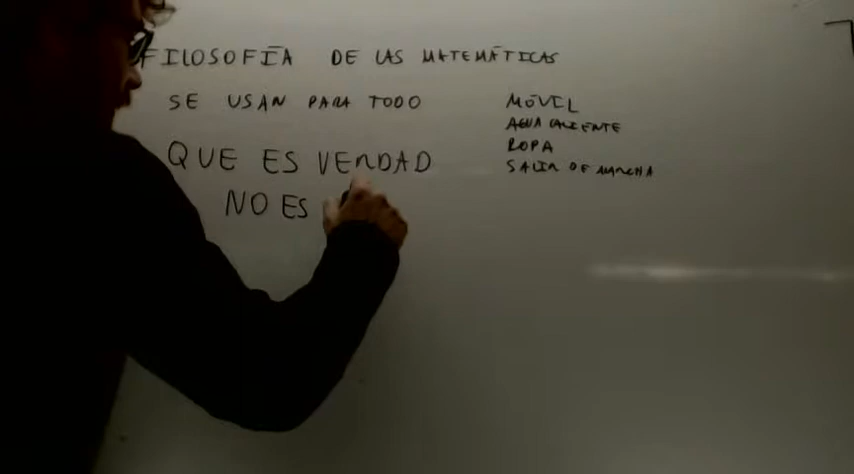 FILOSOFÍA DE LAS MATEMÁTICAS
SE USAN PARA TODO
MÓVIL
AGUA CALIENTE
ROPA
SALIR DE MARCHA
QUE ES VERDAD
NO ES